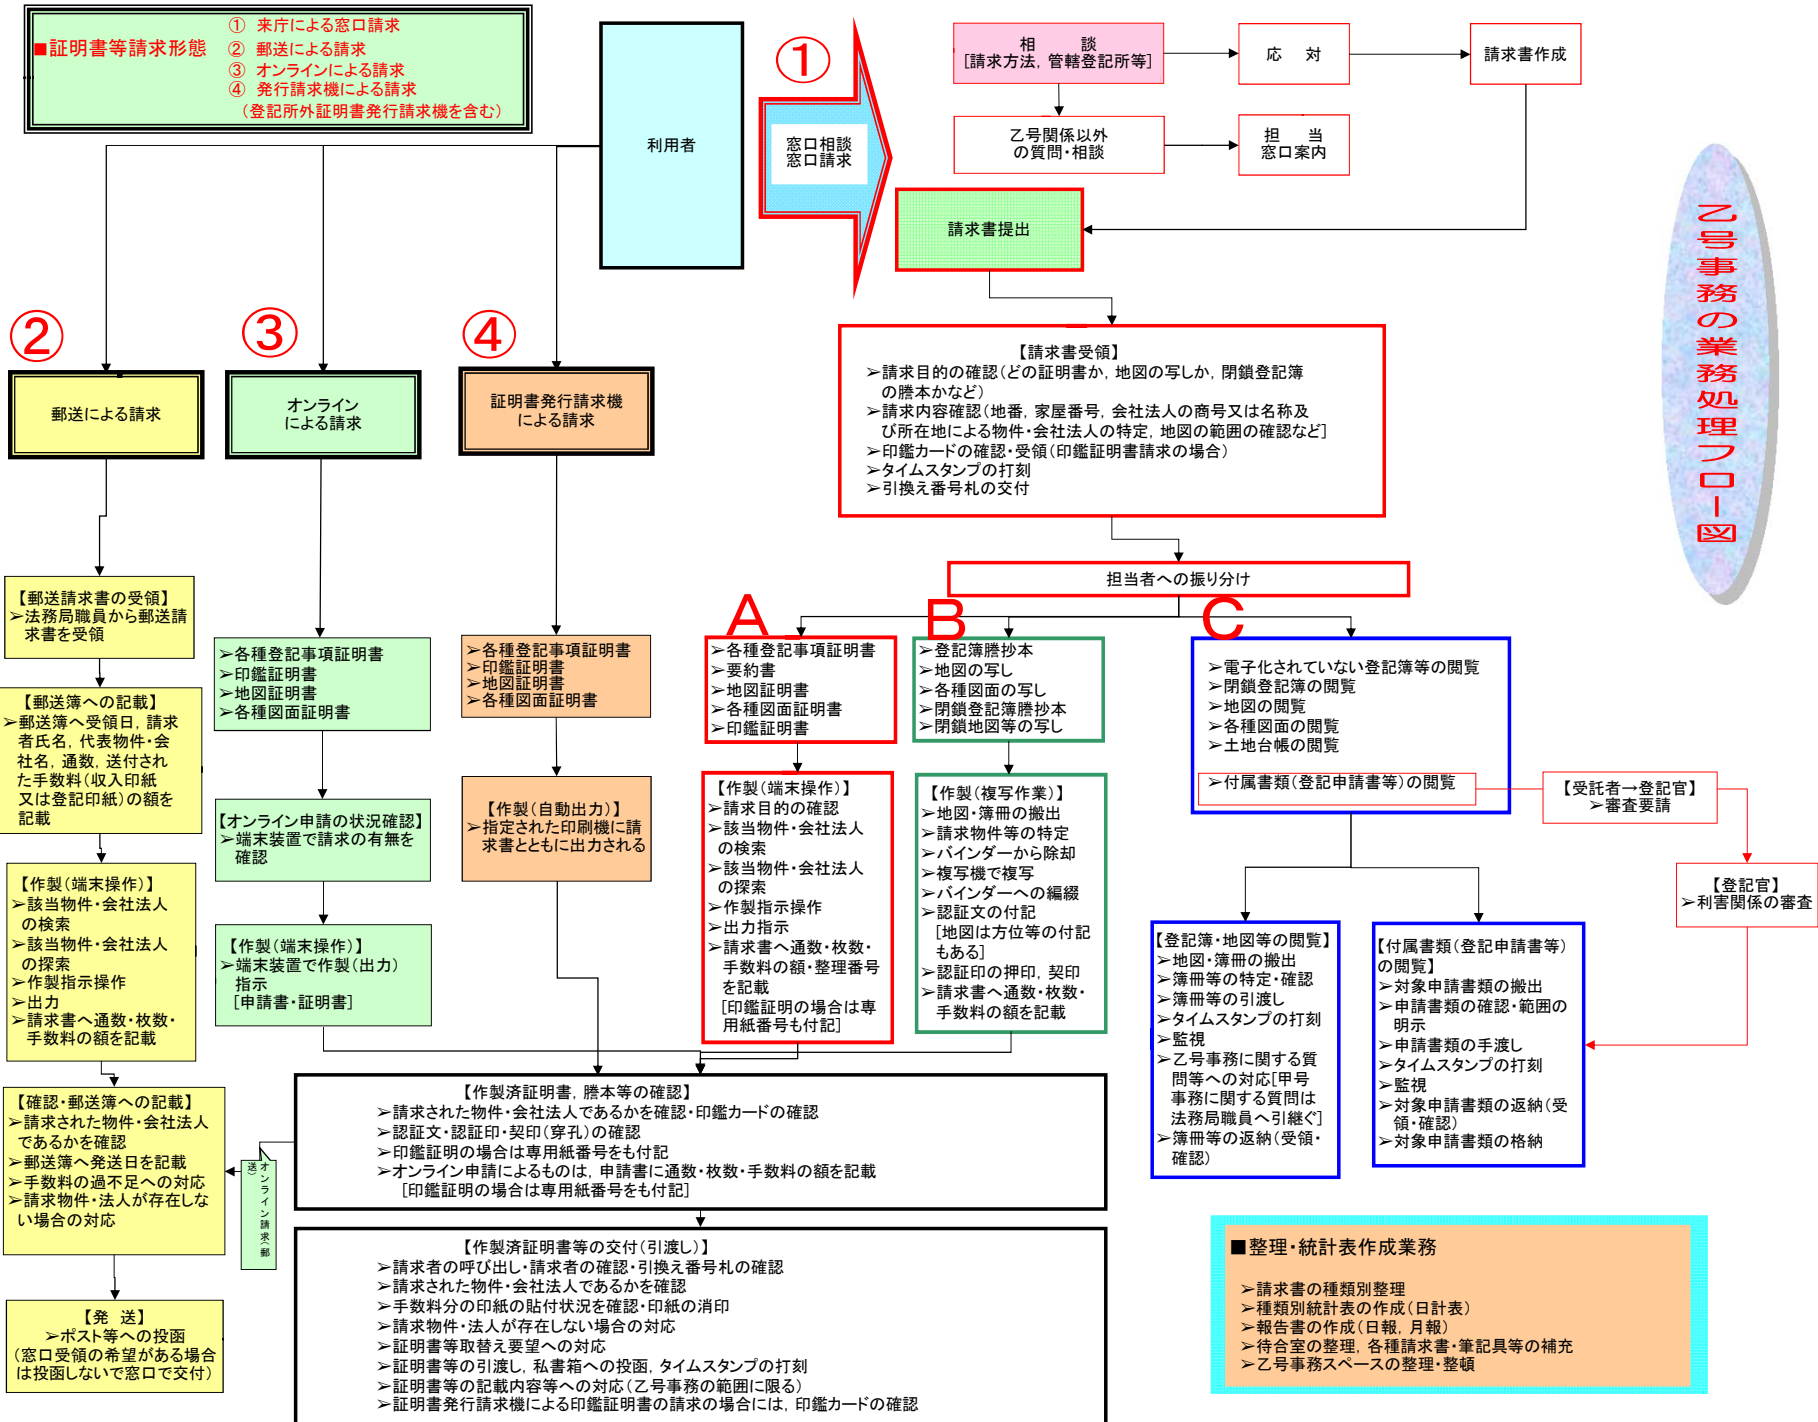 ■証明書等請求形態
① 来庁による窓口請求
② 郵送による請求
③ オンラインによる請求
④ 発行請求機による請求
(登記所外証明書発行請求機を含む)
利用者
①
窓口相談
窓口請求
相　談
[請求方法，管轄登記所等]
応　対
請求書作成
乙号関係以外
の質問・相談
担　当
窓口案内
請求書提出
乙号事務の業務処理フロー図
②
郵送による請求
③
オンライン
による請求
④
証明書発行請求機
による請求
【請求書受領】
➢請求目的の確認(どの証明書か，地図の写しか，閉鎖登記簿
の謄本かなど)
➢請求内容確認(地番，家屋番号，会社法人の商号又は名称及
び所在地による物件・会社法人の特定，地図の範囲の確認など]
➢印鑑カードの確認・受領(印鑑証明書請求の場合)
➢タイムスタンプの打刻
➢引換え番号札の交付
担当者への振り分け
【郵送請求書の受領】
➢法務局職員から郵送請
求書を受領
【郵送簿への記載】
➢郵送簿へ受領日，請求
者氏名，代表物件・会
社名，通数，送付され
た手数料(収入印紙
又は登記印紙)の額を
記載
【作製(端末操作)】
➢該当物件・会社法人
の検索
➢該当物件・会社法人
の探索
➢作製指示操作
➢出力
➢請求書へ通数・枚数・
手数料の額を記載
【確認・郵送簿への記載】
➢請求された物件・会社法人
であるかを確認
➢郵送簿へ発送日を記載
➢手数料の過不足への対応
➢請求物件・法人が存在しな
い場合の対応
【発　送】
➢ポスト等への投函
(窓口受領の希望がある場合
は投函しないで窓口で交付)
➢各種登記事項証明書
➢印鑑証明書
➢地図証明書
➢各種図面証明書
【オンライン申請の状況確認】
➢端末装置で請求の有無を
確認
【作製(端末操作)】
➢端末装置で作製(出力)
指示
[申請書・証明書]
オンライン請求(郵
送)
➢各種登記事項証明書
➢印鑑証明書
➢地図証明書
➢各種図面証明書
【作製(自動出力)】
➢指定された印刷機に請
求書とともに出力される
A
➢各種登記事項証明書
➢要約書
➢地図証明書
➢各種図面証明書
➢印鑑証明書
【作製(端末操作)】
➢請求目的の確認
➢該当物件・会社法人
の検索
➢該当物件・会社法人
の探索
➢作製指示操作
➢出力指示
➢請求書へ通数・枚数・
手数料の額・整理番号
を記載
[印鑑証明の場合は専
用紙番号も付記]
B
➢登記簿謄抄本
➢地図の写し
➢各種図面の写し
➢閉鎖登記簿謄抄本
➢閉鎖地図等の写し
【作製(複写作業)】
➢地図・簿冊の搬出
➢請求物件等の特定
➢バインダーから除却
➢複写機で複写
➢バインダーへの編綴
➢認証文の付記
[地図は方位等の付記
もある]
➢認証印の押印，契印
➢請求書へ通数・枚数・
手数料の額を記載
C
➢電子化されていない登記簿等の閲覧
➢閉鎖登記簿の閲覧
➢地図の閲覧
➢各種図面の閲覧
➢土地台帳の閲覧
➢付属書類(登記申請書等)の閲覧
【受託者→登記官】
➢審査要請
【登記官】
➢利害関係の審査
【登記簿・地図等の閲覧】
➢地図・簿冊の搬出
➢簿冊等の特定・確認
➢簿冊等の引渡し
➢タイムスタンプの打刻
➢監視
➢乙号事務に関する質
問等への対応[甲号
事務に関する質問は
法務局職員へ引継ぐ]
➢簿冊等の返納(受領・
確認)
【付属書類(登記申請書等)
の閲覧】
➢対象申請書類の搬出
➢申請書類の確認・範囲の
明示
➢申請書類の手渡し
➢タイムスタンプの打刻
➢監視
➢対象申請書類の返納(受
領・確認)
➢対象申請書類の格納
【作製済証明書，謄本等の確認】
➢請求された物件・会社法人であるかを確認・印鑑カードの確認
➢認証文・認証印・契印(穿孔)の確認
➢印鑑証明の場合は専用紙番号をも付記
➢オンライン申請によるものは，申請書に通数・枚数・手数料の額を記載
[印鑑証明の場合は専用紙番号をも付記]
【作製済証明書等の交付(引渡し)】
➢請求者の呼び出し・請求者の確認・引換え番号札の確認
➢請求された物件・会社法人であるかを確認
➢手数料分の印紙の貼付状況を確認・印紙の消印
➢請求物件・法人が存在しない場合の対応
➢証明書等取替え要望への対応
➢証明書等の引渡し，私書箱への投函，タイムスタンプの打刻
➢証明書等の記載内容等への対応(乙号事務の範囲に限る)
➢証明書発行請求機による印鑑証明書の請求の場合には，印鑑カードの確認
■整理・統計表作成業務
➢請求書の種類別整理
➢種類別統計表の作成(日計表)
➢報告書の作成(日報，月報)
➢待合室の整理，各種請求書・筆記具等の補充
➢乙号事務スペースの整理・整頓